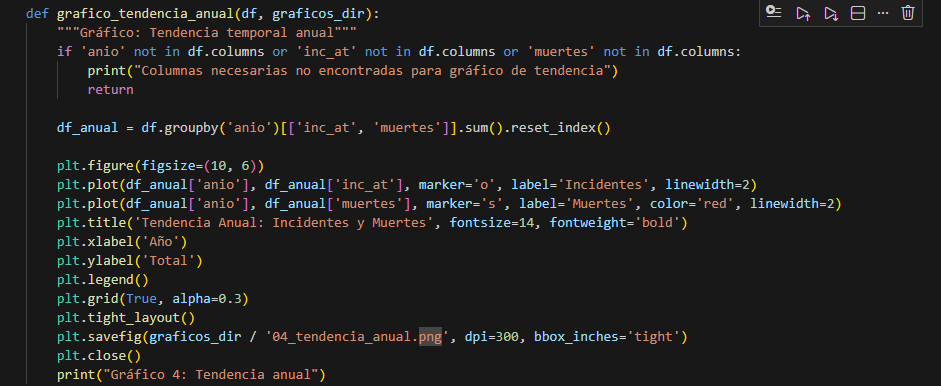 def grafico_tendencia_anual(df, graficos_dir):
    """Gráfico: Tendencia temporal anual"""
    if 'anio' not in df.columns or 'inc_at' not in df.columns or 'muertes' not in df.columns:
        print("Columnas necesarias no encontradas para gráfico de tendencia")
        return

    df_anual = df.groupby('anio')[['inc_at', 'muertes']].sum().reset_index()

    plt.figure(figsize=(10, 6))
    plt.plot(df_anual['anio'], df_anual['inc_at'], marker='o', label='Incidentes', linewidth=2)
    plt.plot(df_anual['anio'], df_anual['muertes'], marker='s', label='Muertes', color='red', linewidth=2)
    plt.title('Tendencia Anual: Incidentes y Muertes', fontsize=14, fontweight='bold')
    plt.xlabel('Año')
    plt.ylabel('Total')
    plt.legend()
    plt.grid(True, alpha=0.3)
    plt.tight_layout()
    plt.savefig(graficos_dir / '04_tendencia_anual.png', dpi=300, bbox_inches='tight')
    plt.close()
    print("Gráfico 4: Tendencia anual")